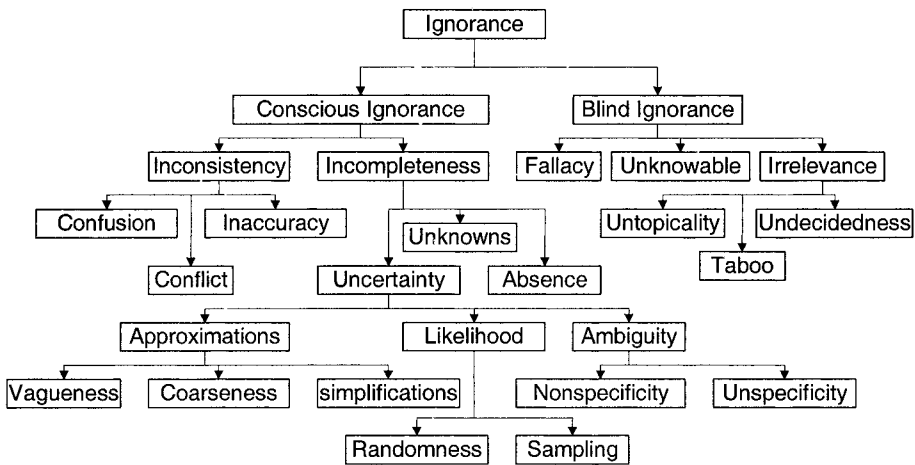 Ignorance
Conscious Ignorance
Blind Ignorance
Inconsistency
Incompleteness
Fallacy
Unknowable
Irrelevance
Confusion
Inaccuracy
Unknowns
Untopicality
Undecidedness
Conflict
Uncertainty
Absence
Taboo
Approximations
Likelihood
Ambiguity
Vagueness
Coarseness
simplifications
Nonspecificity
Unspecificity
Randomness
Sampling